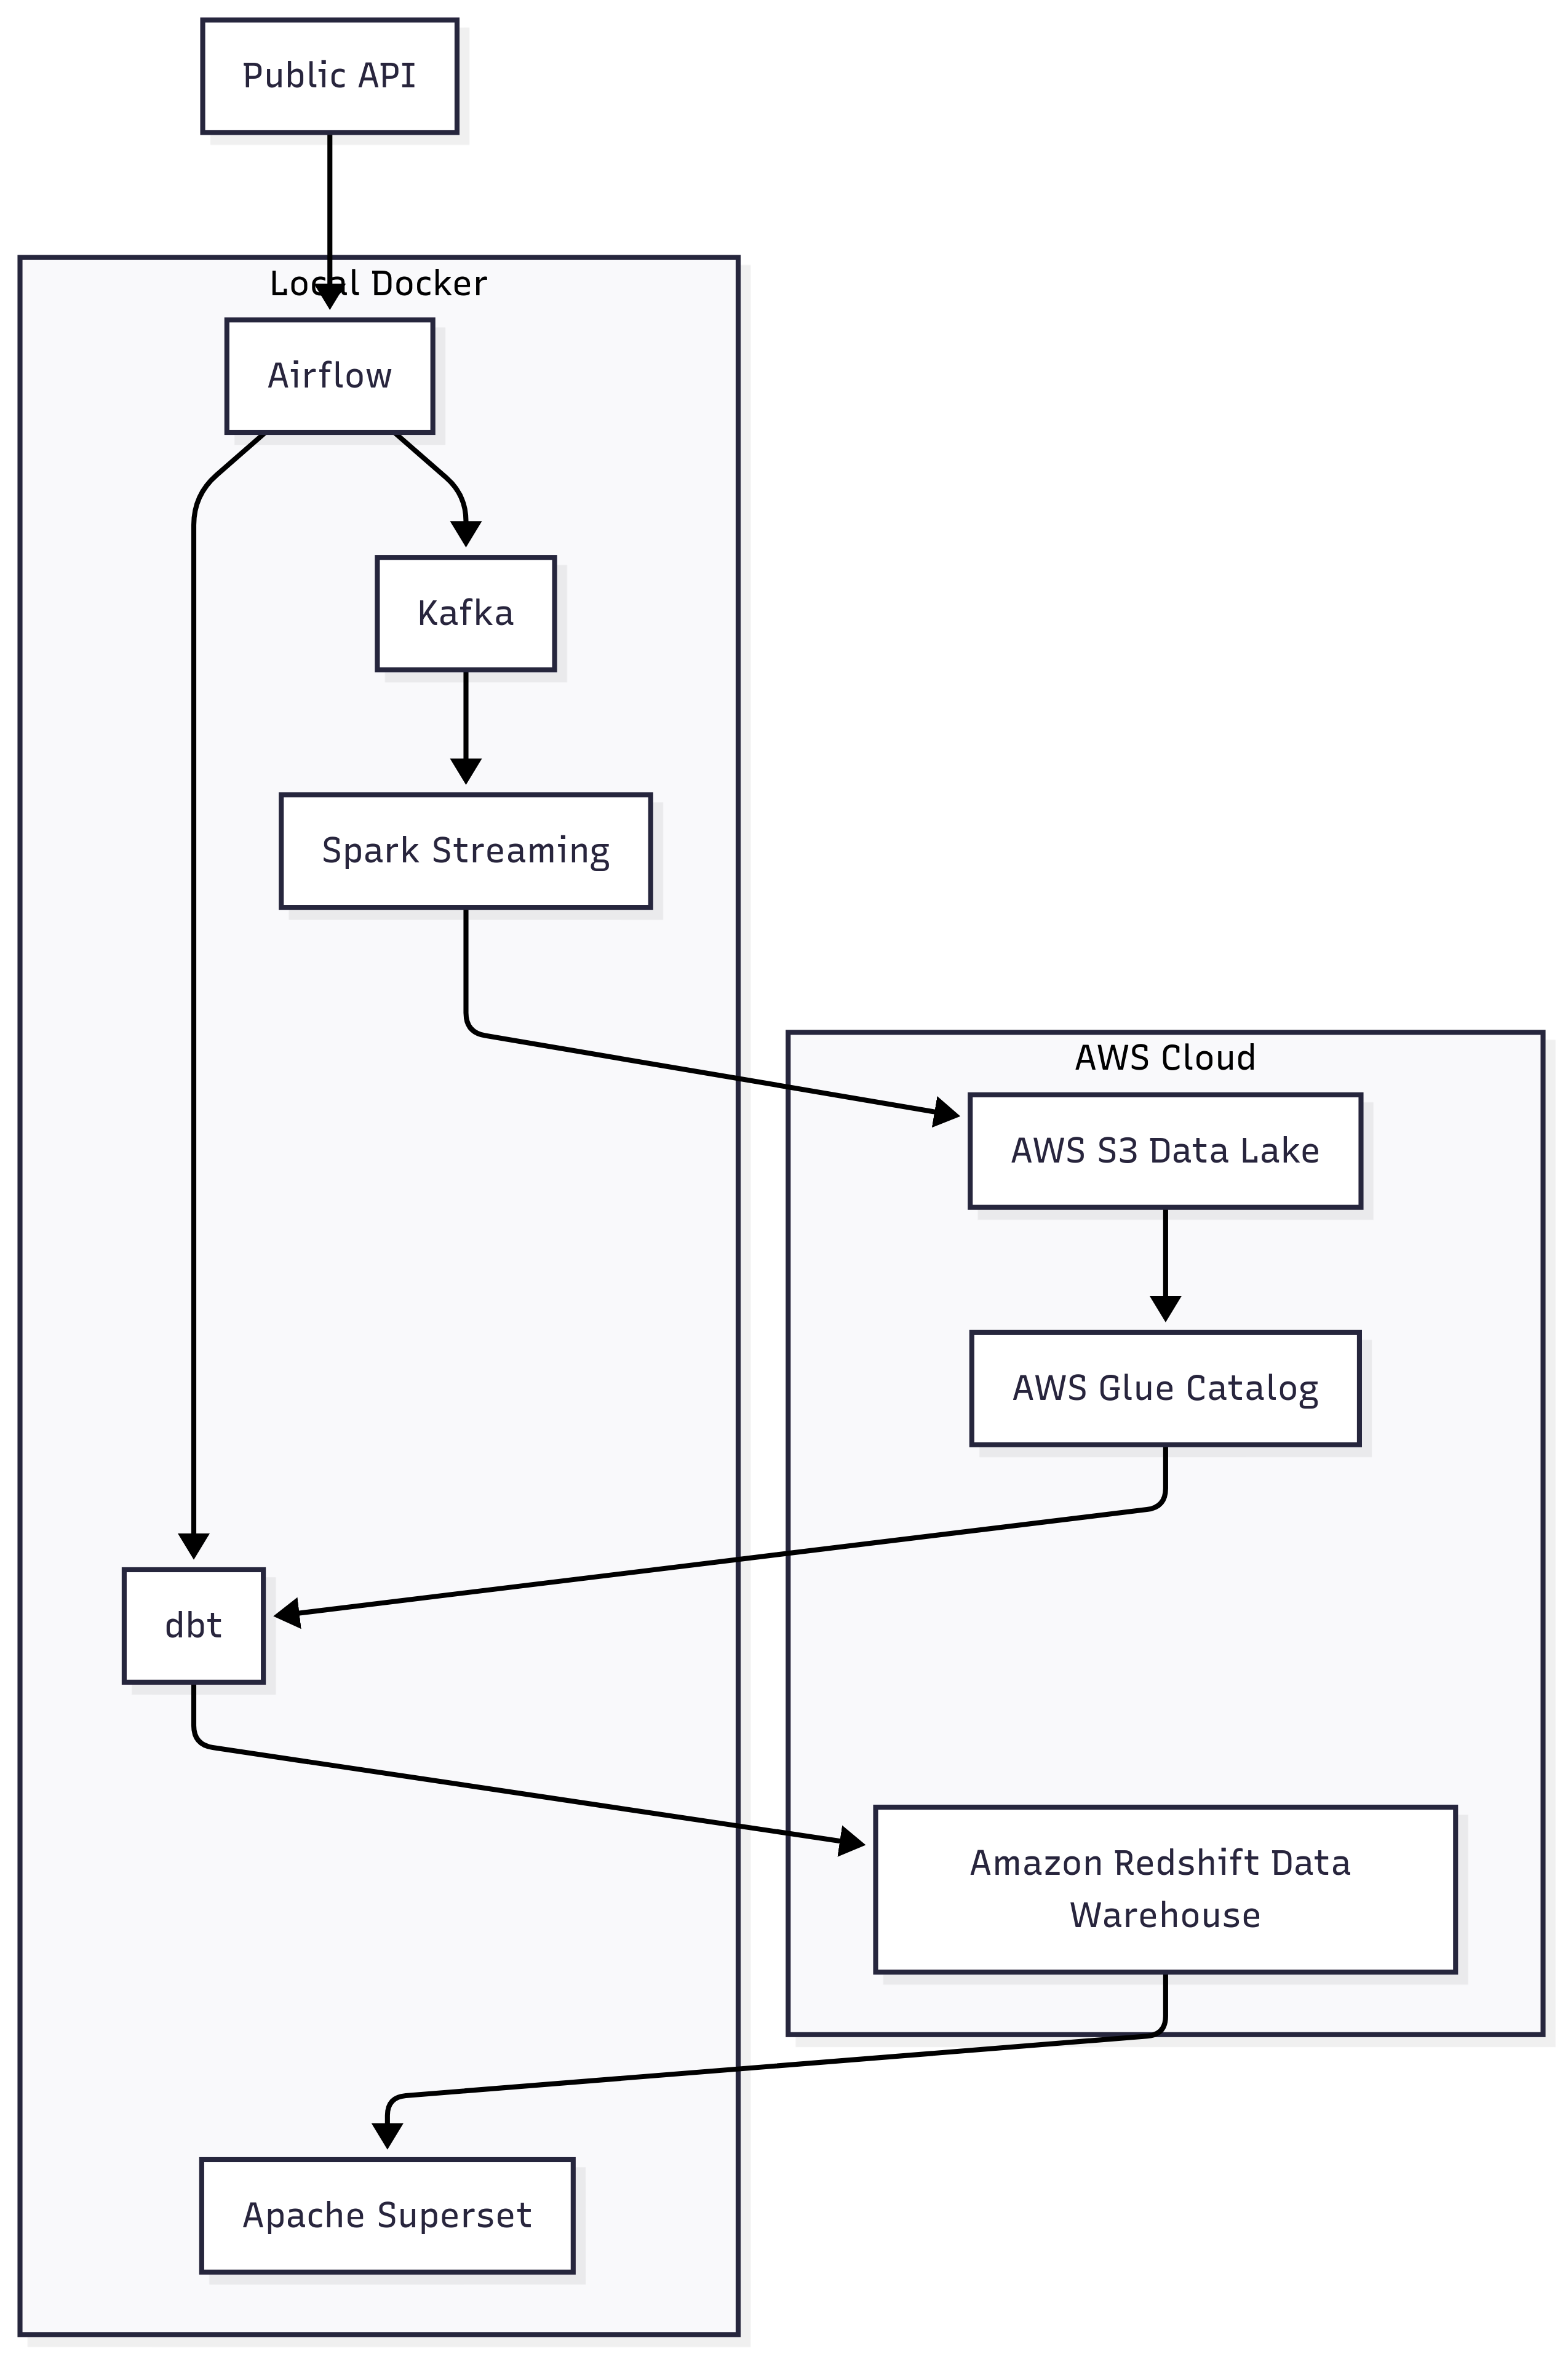 Public API
Local Docker
Airflow
Kafka
Spark Streaming
AWS Cloud
AWS S3 Data Lake
AWS Glue Catalog
dbt
Amazon Redshift Data
Warehouse
Apache Superset